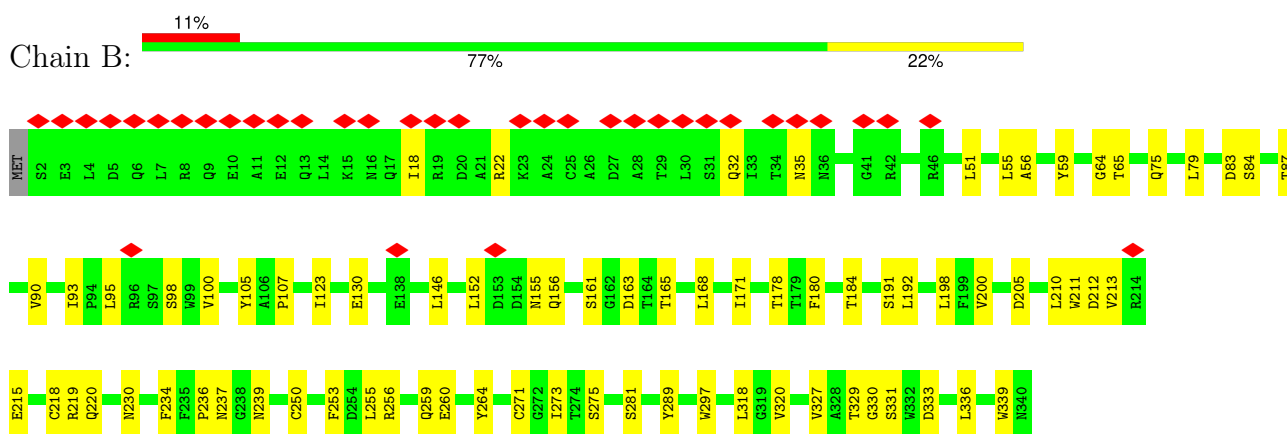 11%
Chain B:
77% 22%
MET S2 E3 L4 D5 Q6 L7 R8 Q9 E10 A11 E12 Q13 L14 K15 N16 Q17 I18 R19 D20 A21 R22 K23 A24 C25 A26 D27 A28 T29 L30 S31 Q32 I33 T34 N35 N36 G41 R42 R46 L51 L55 A56 Y59 G64 T65 Q75 L79 D83 S84 T87
V90 I93 P94 L95 R96 S97 S98 W99 V100 Y105 A106 P107 I123 E130 E138 L146 L152 D153 D154 N155 Q156 S161 G162 D163 T164 T165 L168 I171 T178 T179 F180 T184 S191 L192 L198 F199 V200 D205 L210 W211 D212 V213 R214
E215 C218 R219 Q220 N230 F234 F235 P236 N237 G238 N239 C250 F253 D254 L255 R256 Q259 E260 Y264 C271 G272 I273 T274 S275 S281 Y289 W297 L318 G319 V320 V327 A328 T329 G330 S331 W332 D333 L336 W339 N340